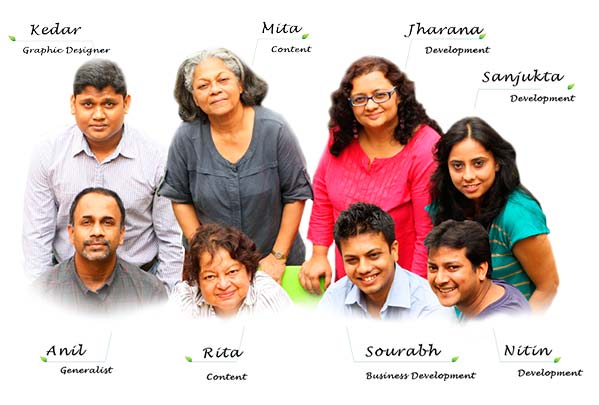 Kedar
Graphic Designer
Mita
Content
Jharana
Development
Sanjukta
Development
Anil
Generalist
Rita
Content
Sourabh
Business Development
Nitin
Development